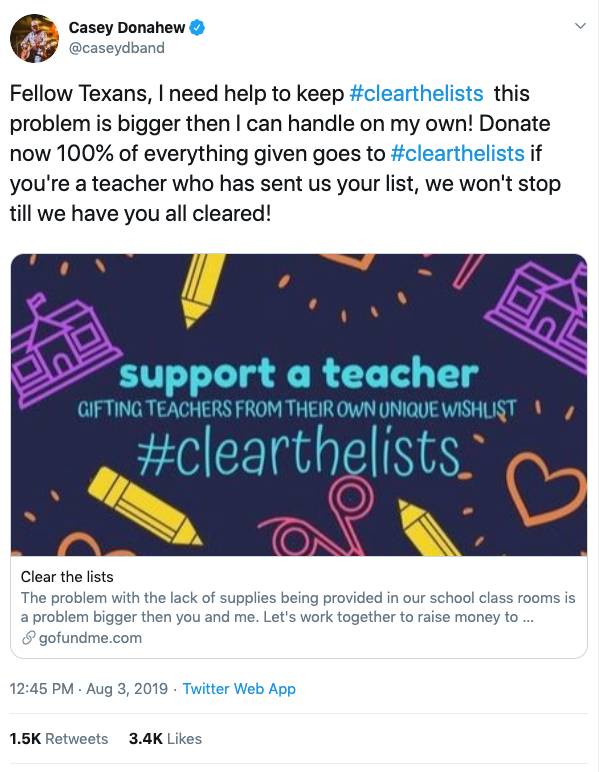 Casey Donahew
@caseydband
Fellow Texans, I need help to keep #clearthelists this
problem is bigger then I can handle on my own! Donate
now 100% of everything given goes to #clearthelists if
you're a teacher who has sent us your list, we won't stop
till we have you all cleared!
support a teacher
GIFTING TEACHERS FROM THEIR OWN UNIQUE WISHLIST
#clearthelists
Clear the lists
The problem with the lack of supplies being provided in our school class rooms is
a problem bigger then you and me. Let's work together to raise money to ...
gofundme.com
12:45 PM · Aug 3, 2019 · Twitter Web App
1.5K Retweets 3.4K Likes